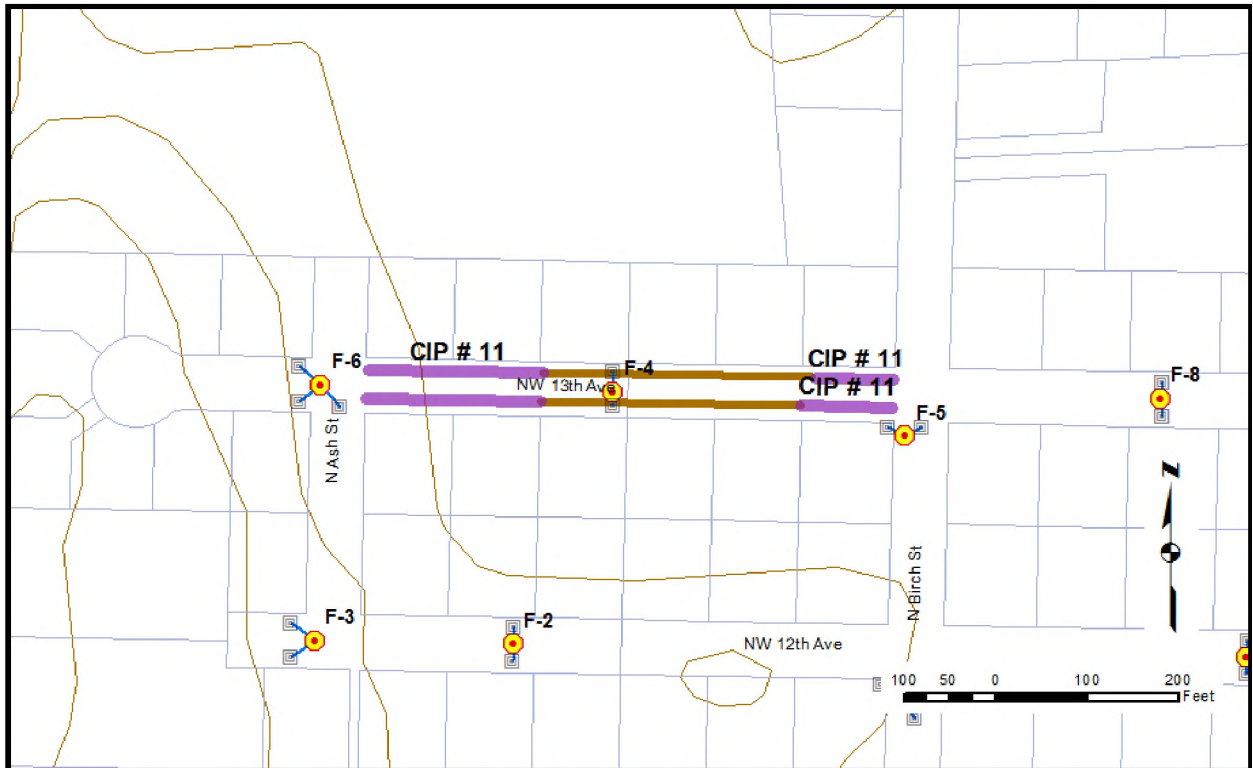 CIP # 11
CIP # 11
F-6
F-4
F-8
NW 13th Ave
CIP # 11
F-5
N Ash St
N
N Birch St
F-3
F-2
NW 12th Ave
100 50 0 100 200
Feet